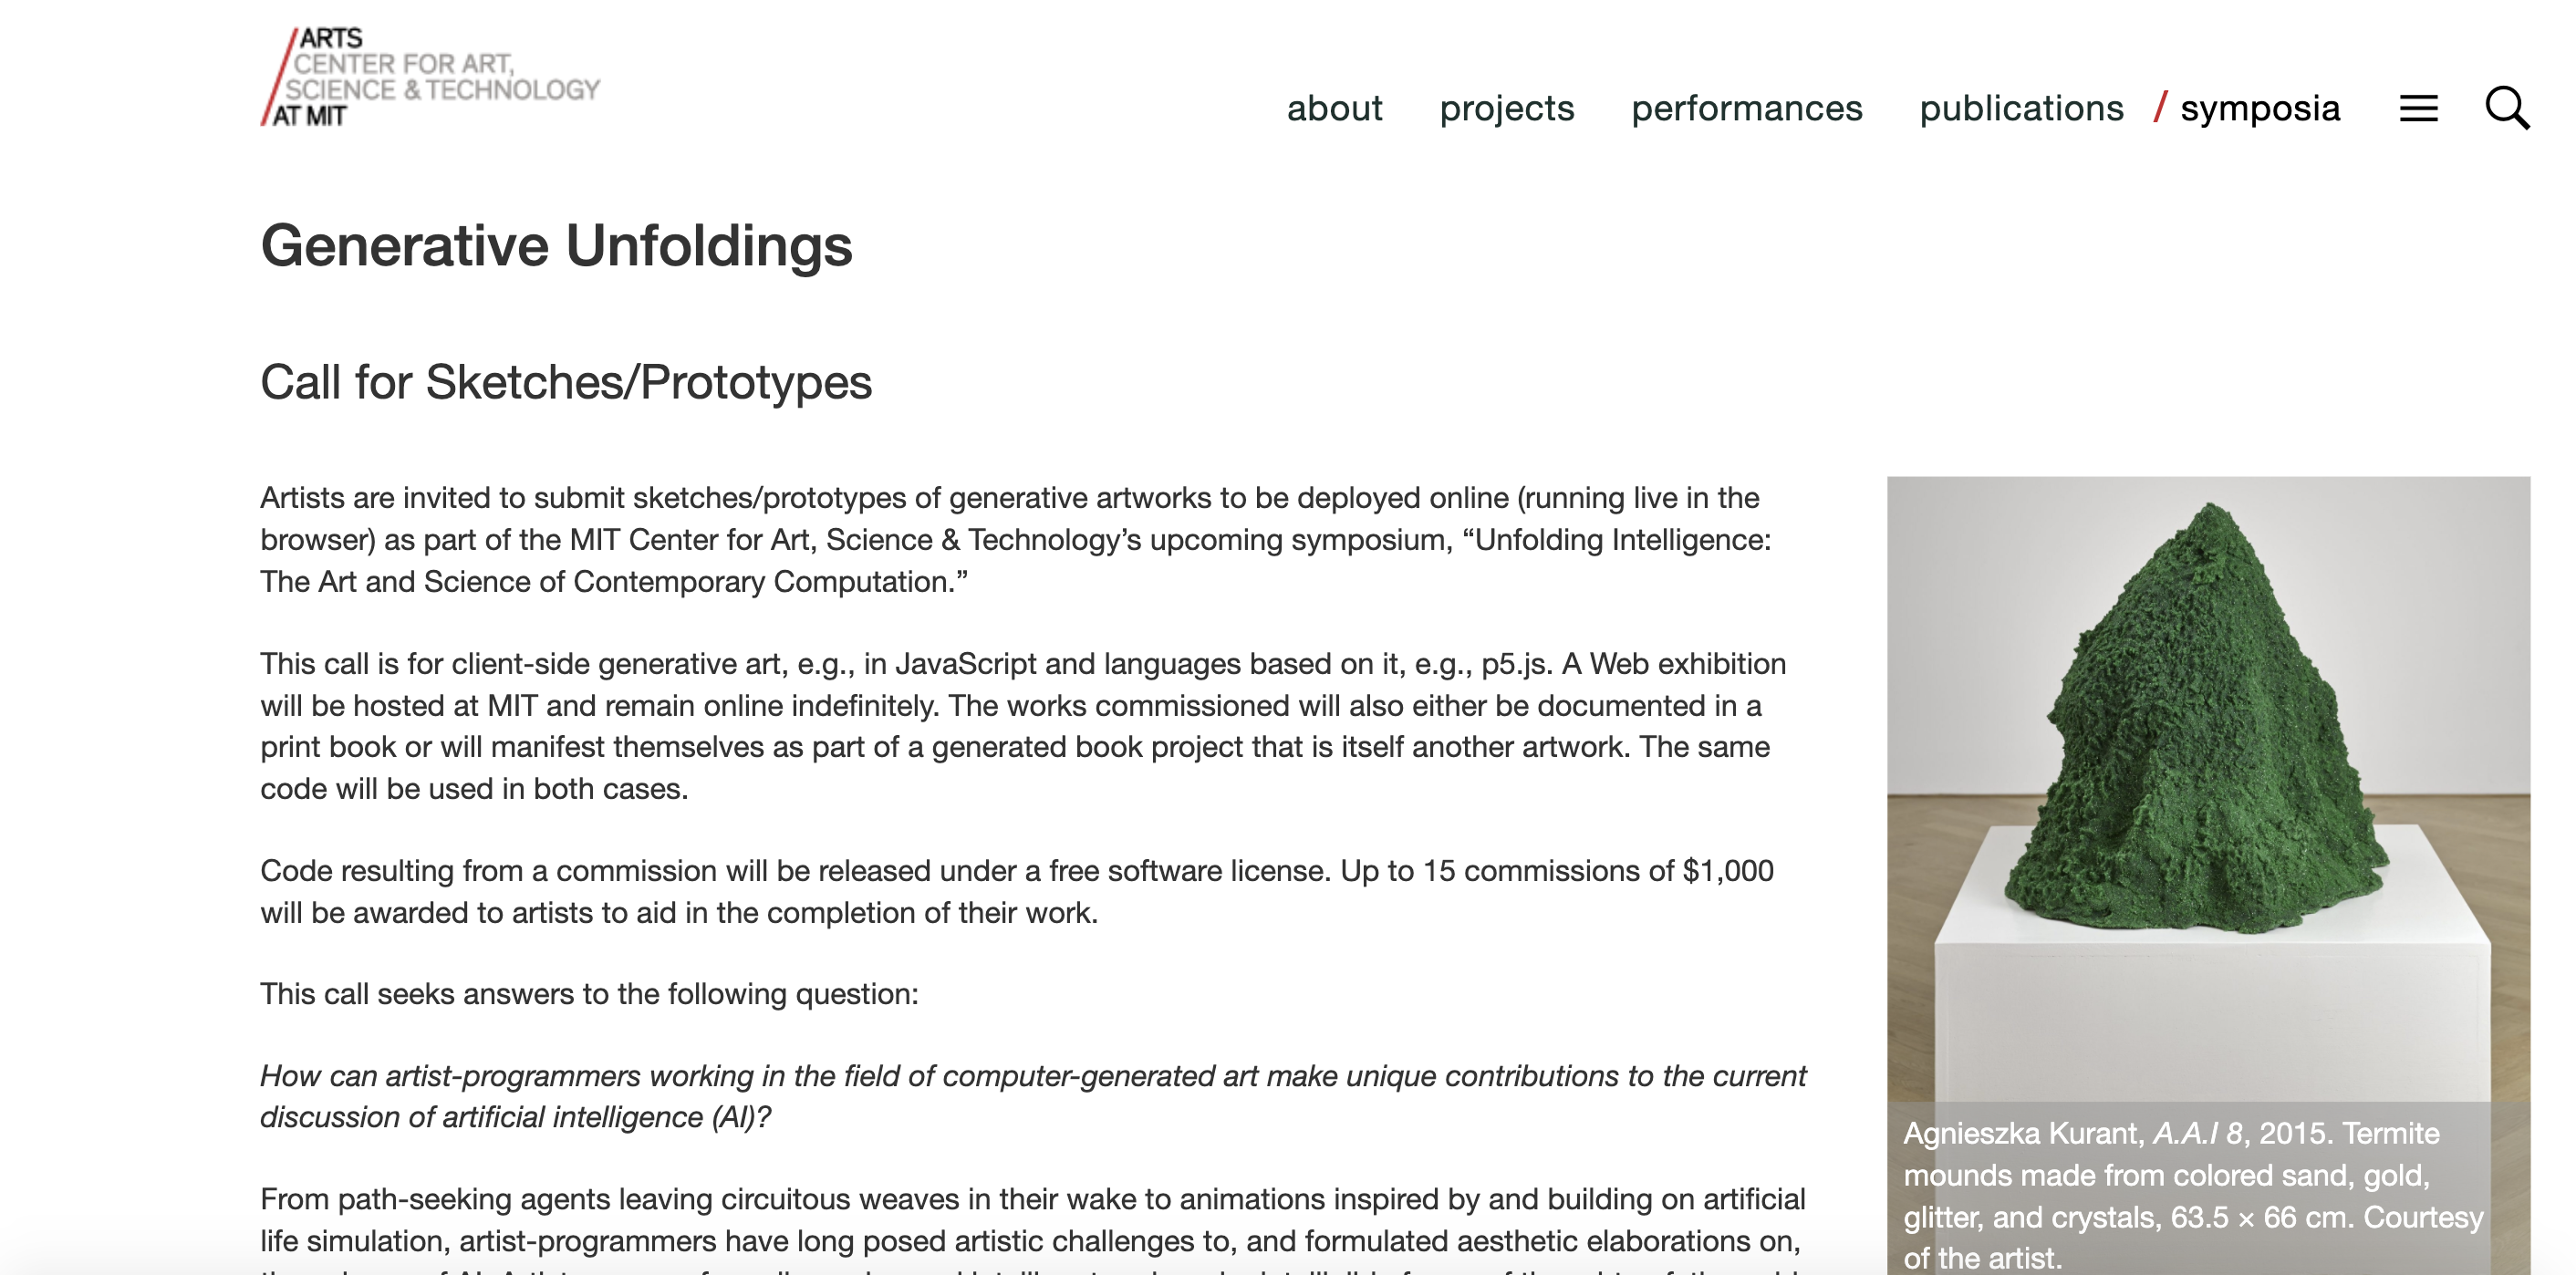 ARTS
CENTER FOR ART,
SCIENCE & TECHNOLOGY
AT MIT
about projects performances publications / symposia
Generative Unfoldings
Call for Sketches/Prototypes
Artists are invited to submit sketches/prototypes of generative artworks to be deployed online (running live in the
browser) as part of the MIT Center for Art, Science & Technology’s upcoming symposium, “Unfolding Intelligence:
The Art and Science of Contemporary Computation.”
This call is for client-side generative art, e.g., in JavaScript and languages based on it, e.g., p5.js. A Web exhibition
will be hosted at MIT and remain online indefinitely. The works commissioned will also either be documented in a
print book or will manifest themselves as part of a generated book project that is itself another artwork. The same
code will be used in both cases.
Code resulting from a commission will be released under a free software license. Up to 15 commissions of $1,000
will be awarded to artists to aid in the completion of their work.
This call seeks answers to the following question:
How can artist-programmers working in the field of computer-generated art make unique contributions to the current
discussion of artificial intelligence (AI)?
From path-seeking agents leaving circuitous weaves in their wake to animations inspired by and building on artificial
life simulation, artist-programmers have long posed artistic challenges to, and formulated aesthetic elaborations on,
Agnieszka Kurant, A.A.I 8, 2015. Termite
mounds made from colored sand, gold,
glitter, and crystals, 63.5 × 66 cm. Courtesy
of the artist.